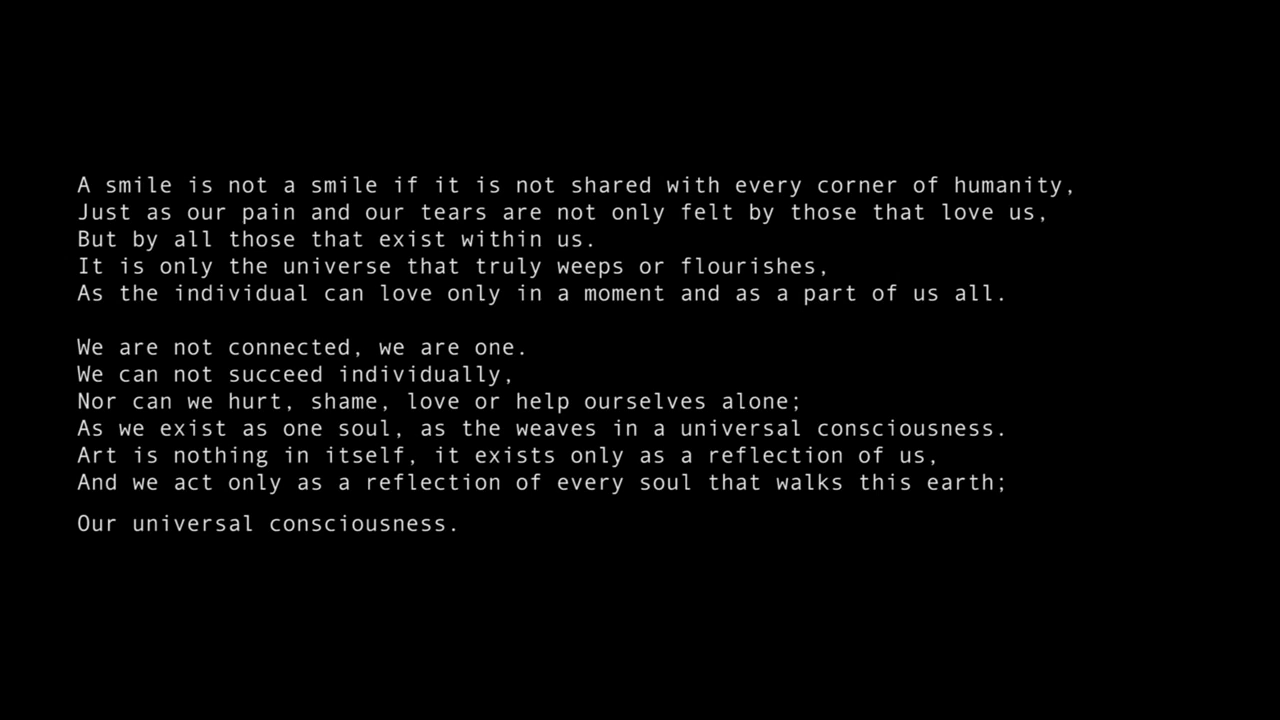 A smile is not a smile if it is not shared with every corner of humanity,
Just as our pain and our tears are not only felt by those that love us,
But by all those that exist within us.
It is only the universe that truly weeps or flourishes,
As the individual can love only in a moment and as a part of us all.
We are not connected, we are one.
We can not succeed individually,
Nor can we hurt, shame, love or help ourselves alone;
As we exist as one soul, as the weaves in a universal consciousness.
Art is nothing in itself, it exists only as a reflection of us,
And we act only as a reflection of every soul that walks this earth;
Our universal consciousness.